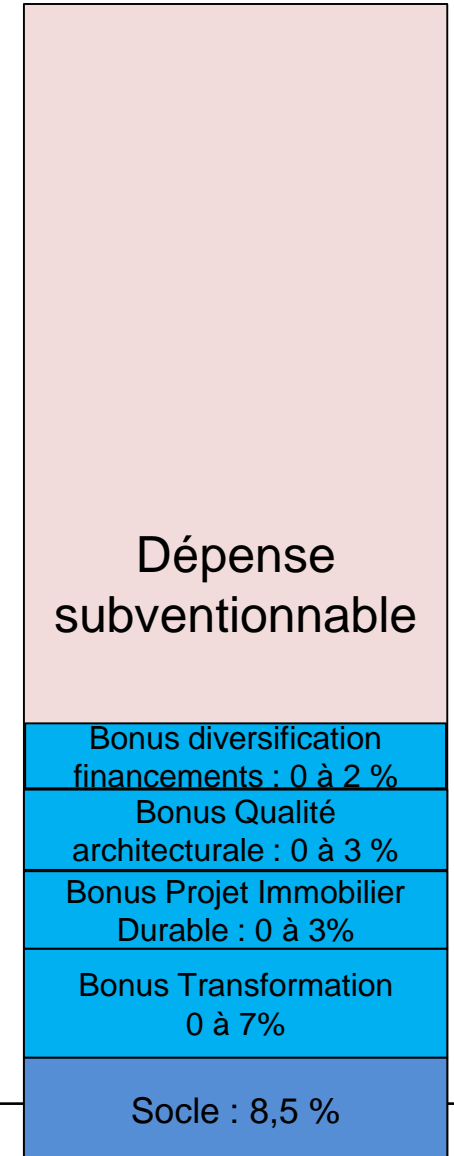 Dépense
subventionnable
Bonus diversification
financements : 0 à 2 %
Bonus Qualité
architecturale : 0 à 3 %
Bonus Projet Immobilier
Durable : 0 à 3%
Bonus Transformation
0 à 7%
Socle : 8,5 %